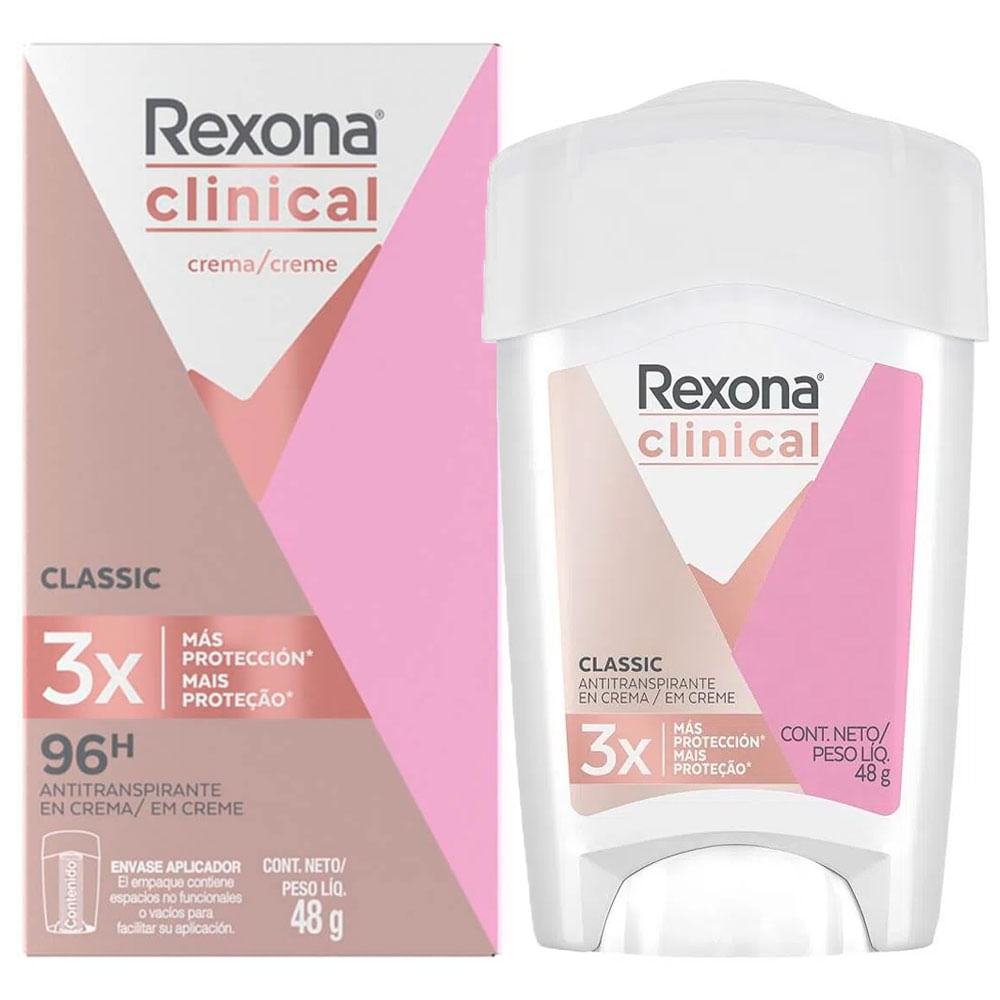 Rexona®
clinical
crema/creme
CLASSIC
3x
MÁS
PROTECCIÓN*
MAIS
PROTEÇÃO*
96H
ANTITRANSPIRANTE
EN CREMA/ EM CREME
Contenido
ENVASE APLICADOR
El empaque contiene
espacios no funcionales
o vacíos para
facilitar su aplicación.
CONT. NETO/
PESO LÍQ.
48 g
Rexona®
clinical
CLASSIC
ANTITRANSPIRANTE
EN CREMA / EM CREME
3x
MÁS
PROTECCIÓN*
MAIS
PROTEÇÃO*
CONT. NETO/
PESO LÍQ.
48 g